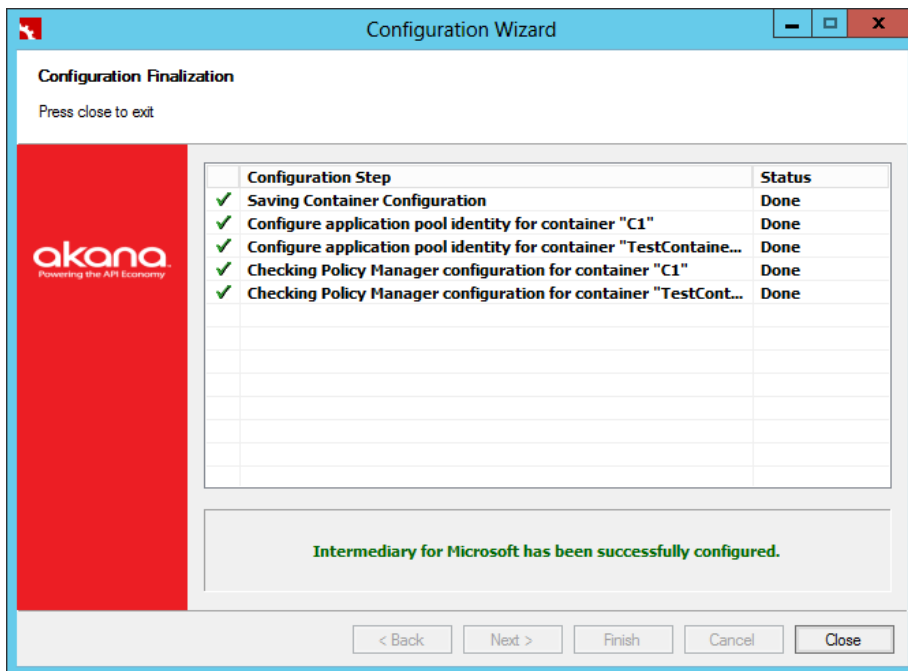 Configuration Wizard
Configuration Finalization
Press close to exit
Configuration Step Status
Saving Container Configuration Done
Configure application pool identity for container "C1" Done
Configure application pool identity for container "TestContaine... Done
Checking Policy Manager configuration for container "C1" Done
Checking Policy Manager configuration for container "TestCont... Done
akana
Powering the API Economy
Intermediary for Microsoft has been successfully configured.
< Back Next > Finish Cancel Close